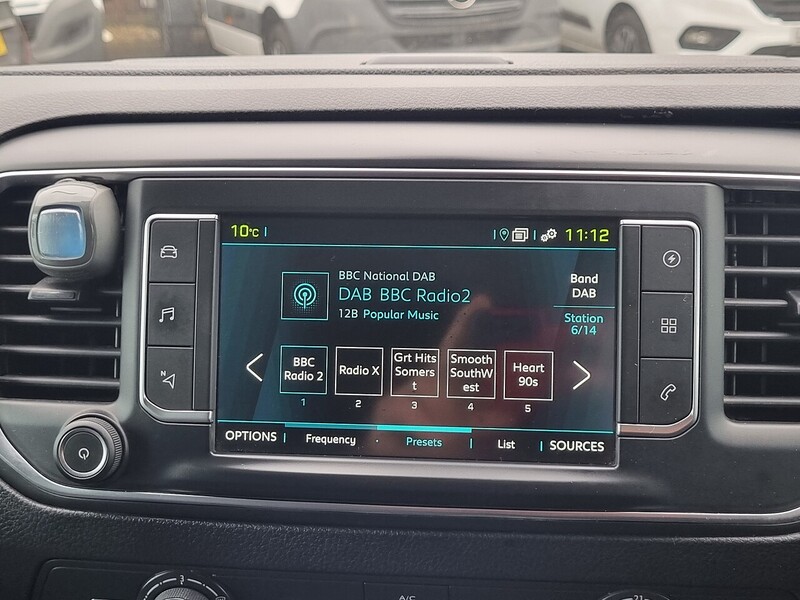 10°C
11:12
BBC National DAB
DAB BBC Radio2
12B Popular Music
Band
DAB
Station
6/14
BBC
Radio 2
1
Radio X
2
Grt Hits
Somers
t
3
Smooth
SouthW
est
4
Heart
90s
5
OPTIONS
Frequency
Presets
List
SOURCES
N
3
A/C
21